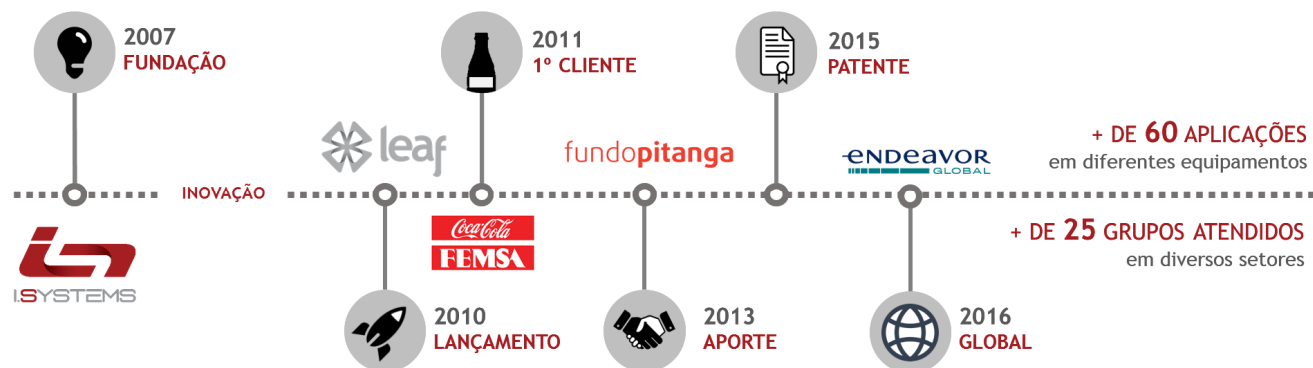 2007
FUNDAÇÃO
2011
1º CLIENTE
2015
PATENTE
leaf
fundopitanga
ENDEAVOR
GLOBAL
+ DE 60 APLICAÇÕES
em diferentes equipamentos
INOVAÇÃO
I.SYSTEMS
Coca-Cola
FEMSA
+ DE 25 GRUPOS ATENDIDOS
em diversos setores
2010
LANÇAMENTO
2013
APORTE
2016
GLOBAL